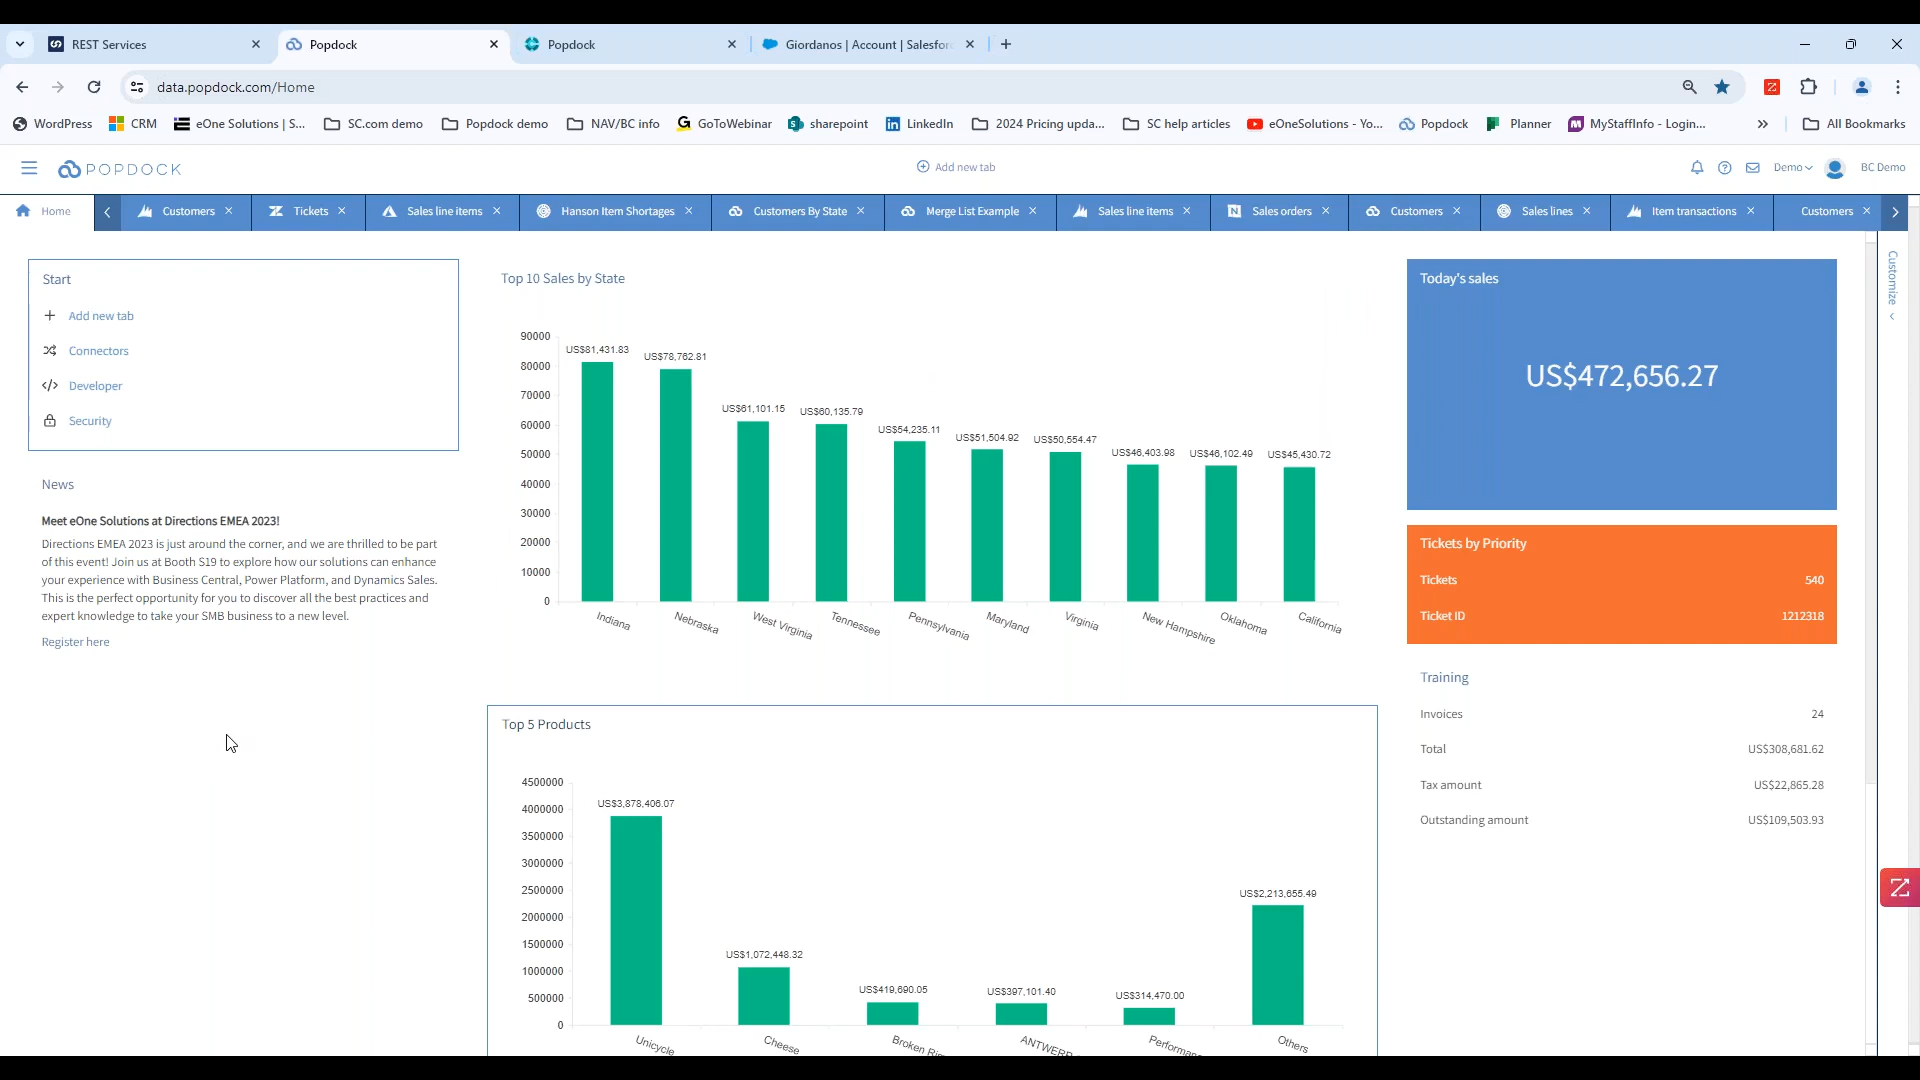 REST Services
Popdock
Popdock
Giordanos | Account | Salesfor
data.popdock.com/Home
WordPress
CRM
eOne Solutions | S...
SC.com demo
Popdock demo
NAV/BC info
GoToWebinar
sharepoint
LinkedIn
2024 Pricing upda...
SC help articles
eOneSolutions - Yo...
Popdock
Planner
MyStaffInfo - Login...
All Bookmarks
POPDOCK
Add new tab
Demo
BC Demo
Home
Customers
Tickets
Sales line items
Hanson Item Shortages
Customers By State
Merge List Example
Sales line items
Sales orders
Customers
Sales lines
Item transactions
Customers
Customize
Start
Add new tab
Connectors
Developer
Security
News
Meet eOne Solutions at Directions EMEA 2023!
Directions EMEA 2023 is just around the corner, and we are thrilled to be part
of this event! Join us at Booth S19 to explore how our solutions can enhance
your experience with Business Central, Power Platform, and Dynamics Sales.
This is the perfect opportunity for you to discover all the best practices and
expert knowledge to take your SMB business to a new level.
Register here
Top 10 Sales by State
90000
80000
70000
60000
50000
40000
30000
20000
10000
0
US$81,431.83
US$78,762.81
US$61,101.15
US$60,135.79
US$54,235.11
US$51,504.92
US$50,554.47
US$46,403.98
US$46,102.49
US$45,430.72
Indiana
Nebraska
West Virginia
Tennessee
Pennsylvania
Maryland
Virginia
New Hampshire
Oklahoma
California
Top 5 Products
4500000
4000000
3500000
3000000
2500000
2000000
1500000
1000000
500000
0
US$3,878,406.07
US$1,072,448.32
US$419,690.05
US$397,101.40
US$314,470.00
US$2,213,655.49
Unicycle
Cheese
Broken
ANTWERP
Others
Today's sales
US$472,656.27
Tickets by Priority
Tickets 540
Ticket ID 1212318
Training
Invoices 24
Total US$308,681.62
Tax amount US$22,865.28
Outstanding amount US$109,503.93